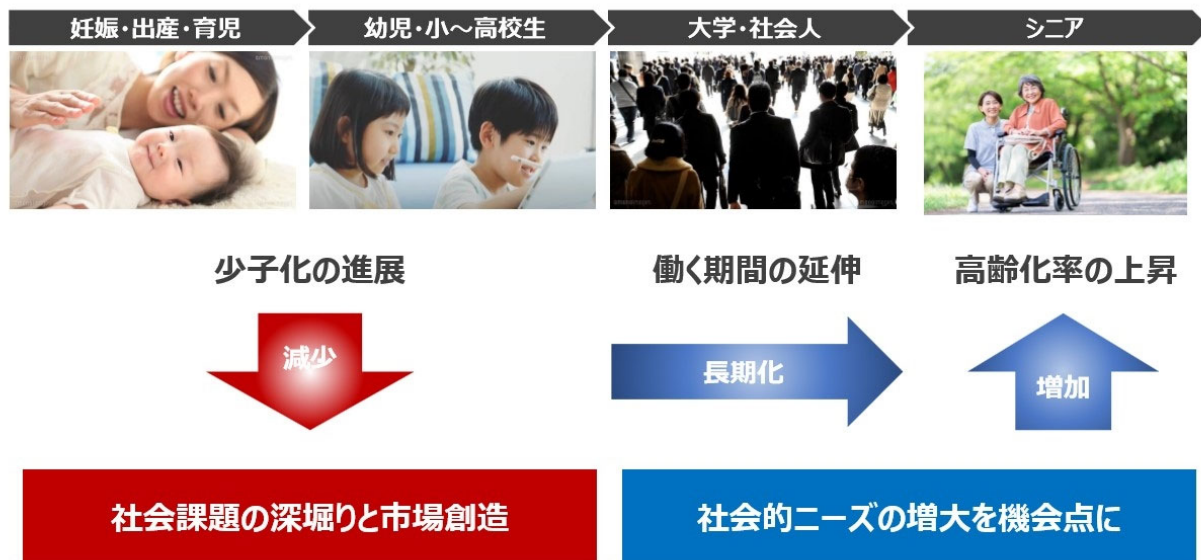 妊娠・出産・育児
幼児・小～高校生
大学・社会人
シニア
少子化の進展
働く期間の延伸
高齢化率の上昇
減少
長期化
増加
社会課題の深堀りと市場創造
社会的ニーズの増大を機会点に